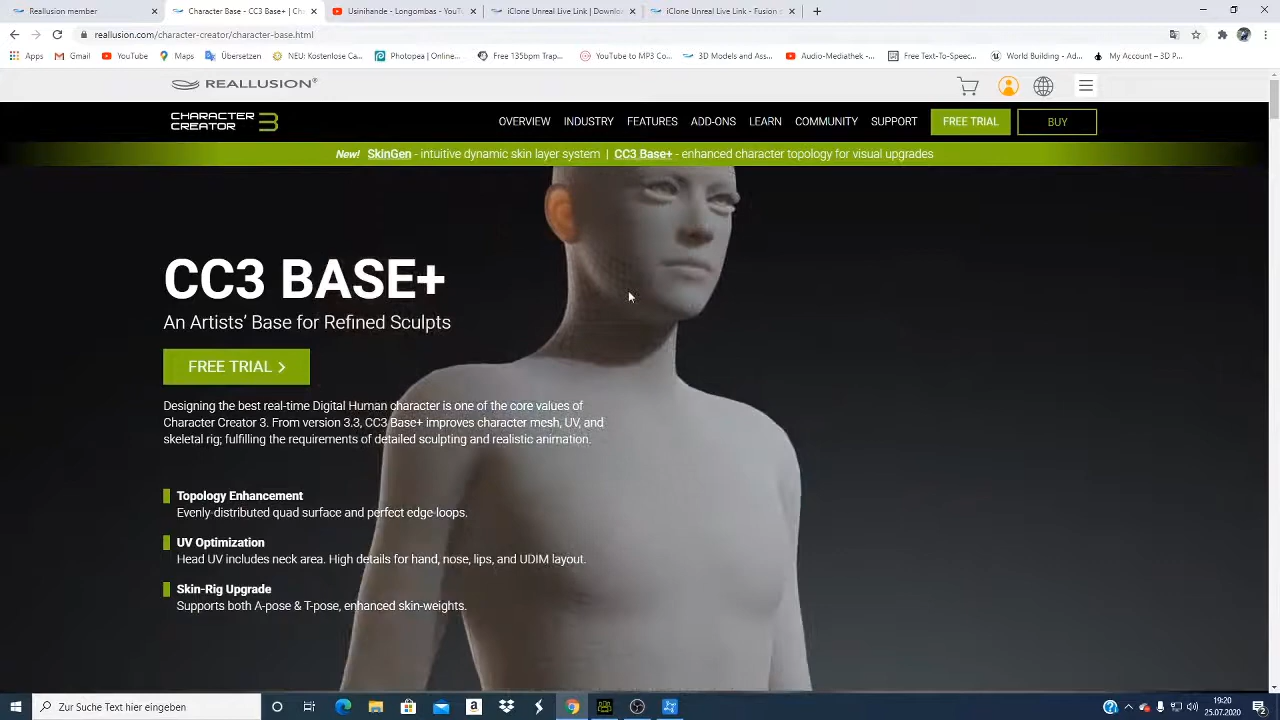 Reallusion member
Character Base - CC3 Base+ | Ch
Usinihande - Longombas - YouT
iClone Unreal Live Link | Downlo
iClone Unreal Live Link - Fusion
reallusion.com/character-creator/character-base.html
Apps
Gmail
YouTube
Maps
Übersetzen
NEU: Kostenlos! 60...
Photopea | Online...
Free 135bpm Trap...
YouTube to MP3 Co...
3D Models and Ass...
Audio-Mediathek -...
Free Text-To-Speec...
World Building - Ad...
My Account – 3D P...
REALLUSION®
CHARACTER CREATOR 3
OVERVIEW
INDUSTRY
FEATURES
ADD-ONS
LEARN
COMMUNITY
SUPPORT
FREE TRIAL
BUY
New! SkinGen - intuitive dynamic skin layer system | CC3 Base+ - enhanced character topology for visual upgrades
CC3 BASE+
An Artists’ Base for Refined Sculpts
FREE TRIAL
Designing the best real-time Digital Human character is one of the core values of
Character Creator 3. From version 3.3, CC3 Base+ improves character mesh, UV, and
skeletal rig; fulfilling the requirements of detailed sculpting and realistic animation.
Topology Enhancement
Evenly-distributed quad surface and perfect edge-loops.
UV Optimization
Head UV includes neck area. High details for hand, nose, lips, and UDIM layout.
Skin-Rig Upgrade
Supports both A-pose & T-pose, enhanced skin-weights.
Zur Suche Text hier eingeben
19:20
25.07.2020